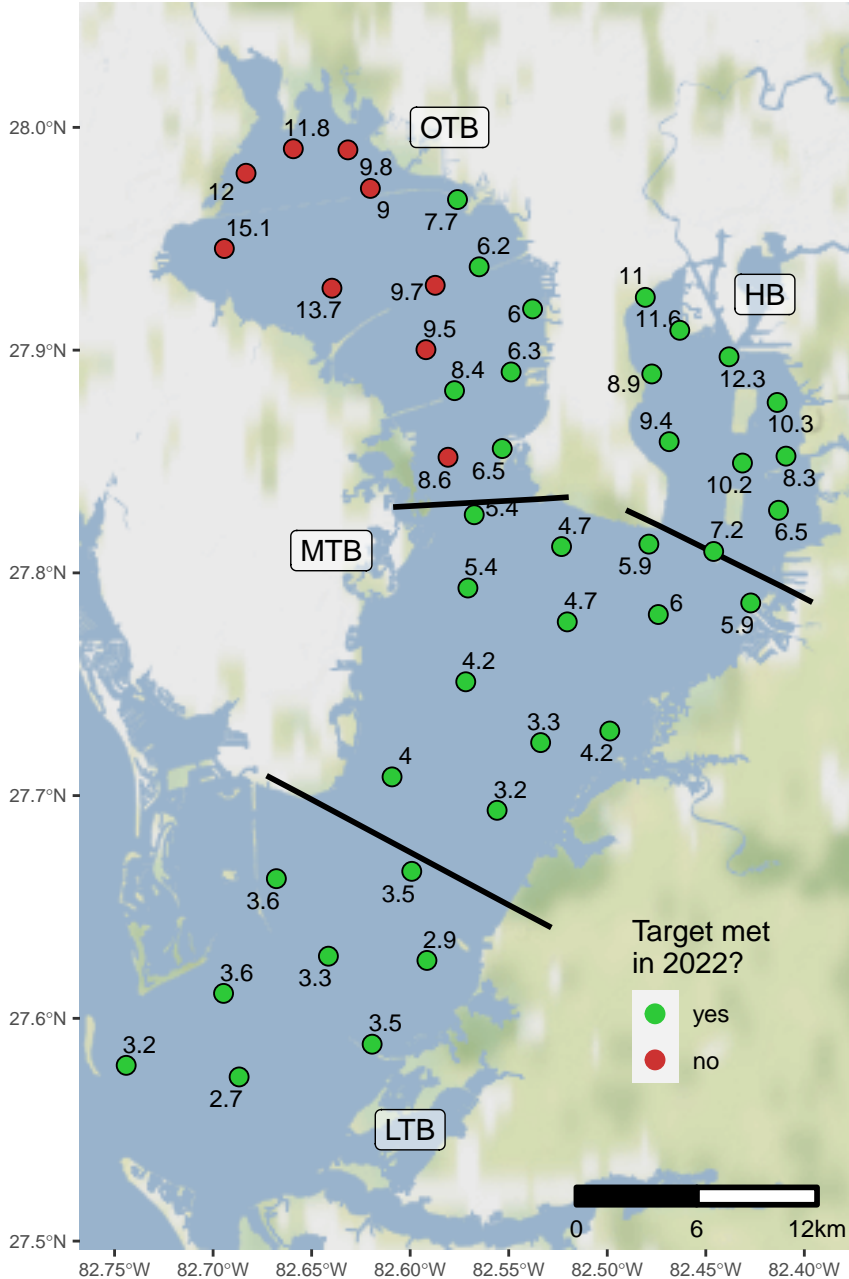 28.0°N
27.9°N
27.8°N
27.7°N
27.6°N
27.5°N
OTB
11.8
9.8
12
9
7.7
15.1
6.2
13.7
9.7
6
9.5
6.3
8.4
8.6
6.5
HB
11
11.6
12.3
8.9
10.3
9.4
10.2
8.3
6.5
7.2
MTB
5.4
4.7
5.9
5.4
4.7
6
5.9
4.2
3.3
4.2
4
3.2
3.5
3.6
2.9
3.3
3.6
3.5
3.2
2.7
LTB
Target met
in 2022?
yes
no
0 6 12km
82.75°W 82.70°W 82.65°W 82.60°W 82.55°W 82.50°W 82.45°W 82.40°W